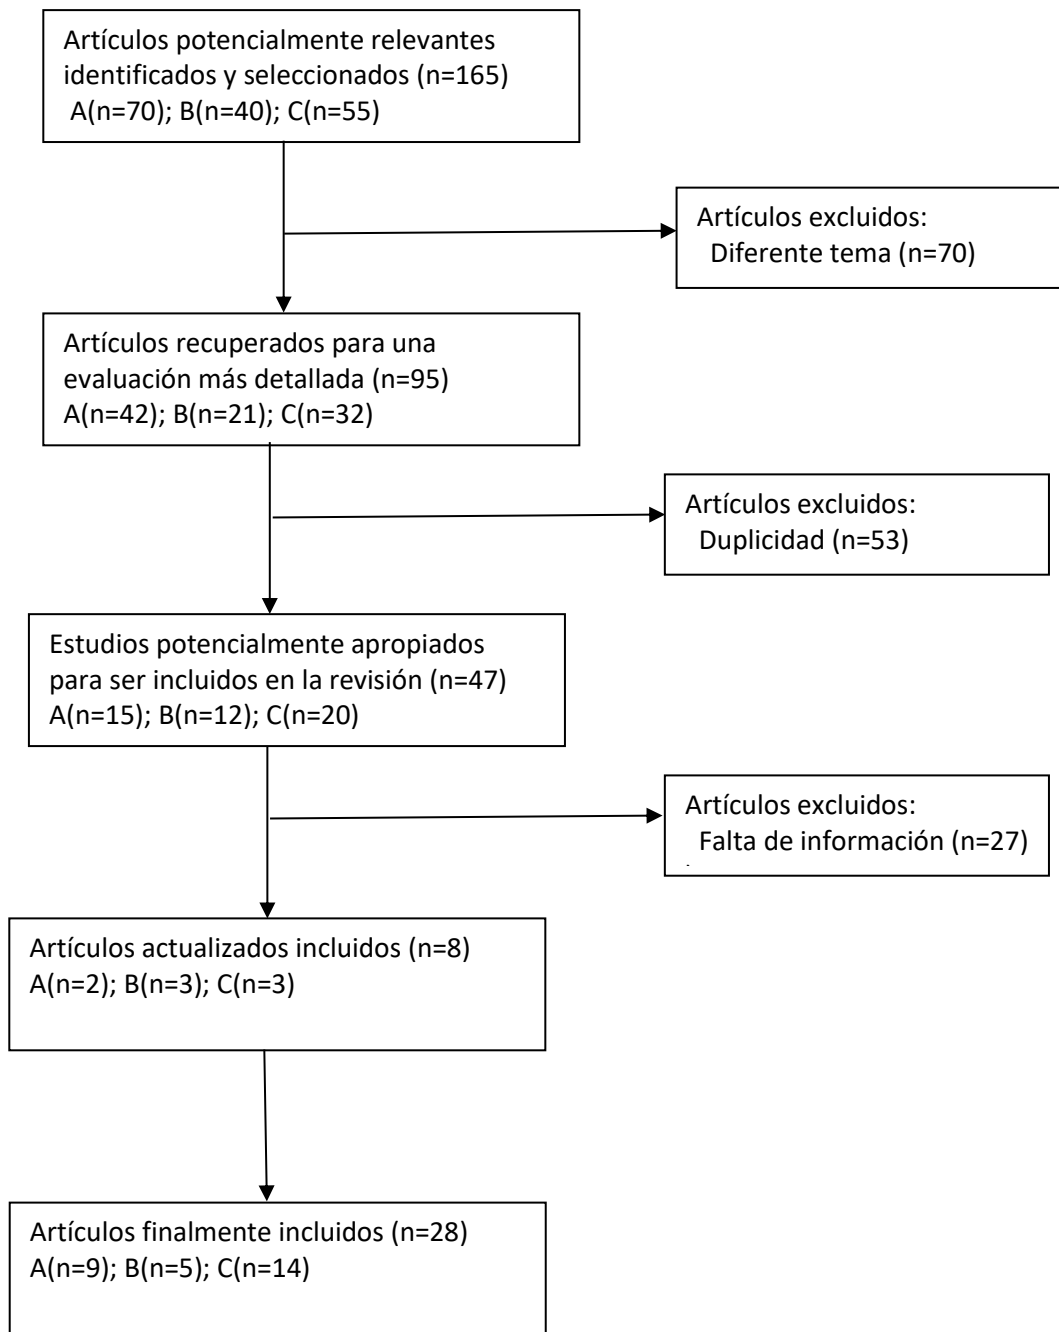 Artículos potencialmente relevantes
identificados y seleccionados (n=165)
A(n=70); B(n=40); C(n=55)
Artículos excluidos:
Diferente tema (n=70)
Artículos recuperados para una
evaluación más detallada (n=95)
A(n=42); B(n=21); C(n=32)
Artículos excluidos:
Duplicidad (n=53)
Estudios potencialmente apropiados
para ser incluidos en la revisión (n=47)
A(n=15); B(n=12); C(n=20)
Artículos excluidos:
Falta de información (n=27)
Artículos actualizados incluidos (n=8)
A(n=2); B(n=3); C(n=3)
Artículos finalmente incluidos (n=28)
A(n=9); B(n=5); C(n=14)